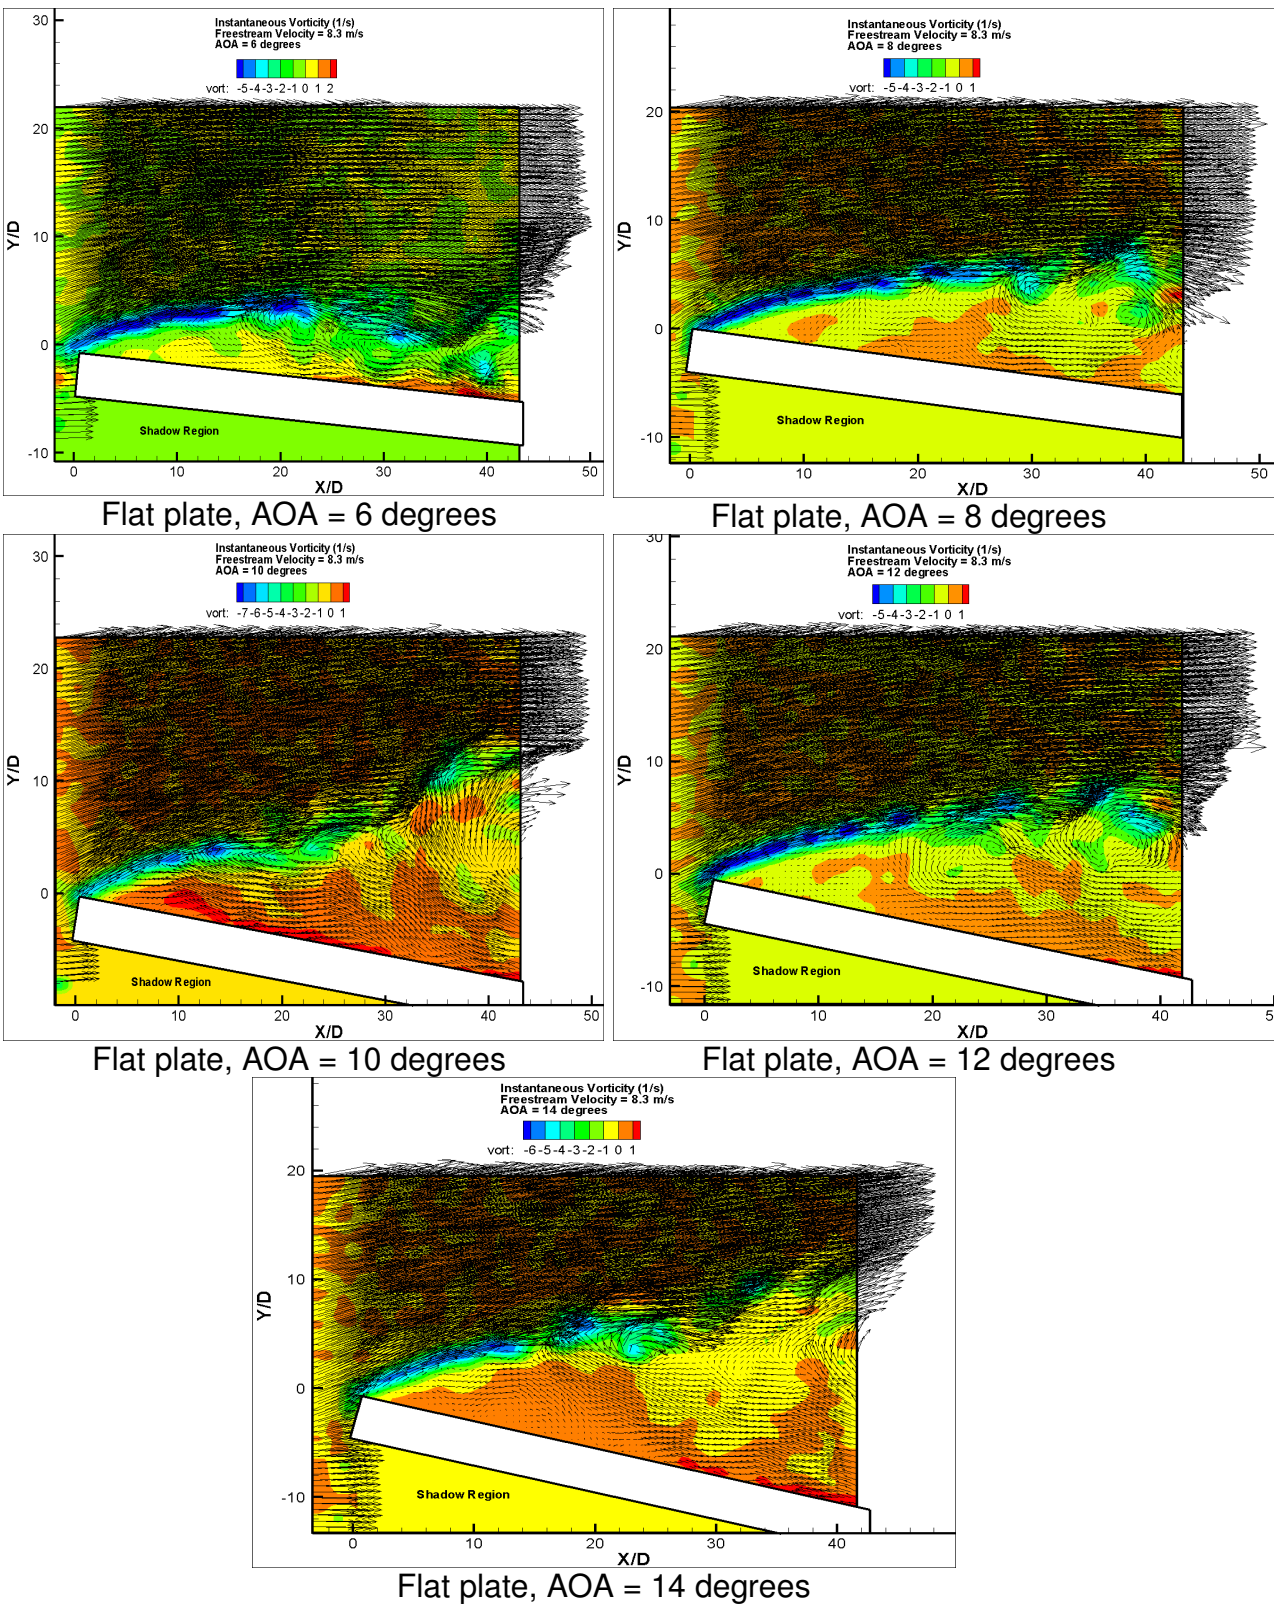 Instantaneous Vorticity (1/s)
Freestream Velocity = 8.3 m/s
AOA = 6 degrees
vort: -5 -4 -3 -2 -1 0 1 2
30
20
10
0
-10
Y/D
Shadow Region
0 10 20 30 40 50
X/D
Flat plate, AOA = 6 degrees
Instantaneous Vorticity (1/s)
Freestream Velocity = 8.3 m/s
AOA = 8 degrees
vort: -5 -4 -3 -2 -1 0 1
20
10
0
-10
Y/D
Shadow Region
0 10 20 30 40 50
X/D
Flat plate, AOA = 8 degrees
Instantaneous Vorticity (1/s)
Freestream Velocity = 8.3 m/s
AOA = 10 degrees
vort: -7 -6 -5 -4 -3 -2 -1 0 1
30
20
10
0
Y/D
Shadow Region
0 10 20 30 40 50
X/D
Flat plate, AOA = 10 degrees
Instantaneous Vorticity (1/s)
Freestream Velocity = 8.3 m/s
AOA = 12 degrees
vort: -5 -4 -3 -2 -1 0 1
30
20
10
0
-10
Y/D
Shadow Region
0 10 20 30 40 5
X/D
Flat plate, AOA = 12 degrees
Instantaneous Vorticity (1/s)
Freestream Velocity = 8.3 m/s
AOA = 14 degrees
vort: -6 -5 -4 -3 -2 -1 0 1
20
10
0
-10
Y/D
Shadow Region
0 10 20 30 40
X/D
Flat plate, AOA = 14 degrees